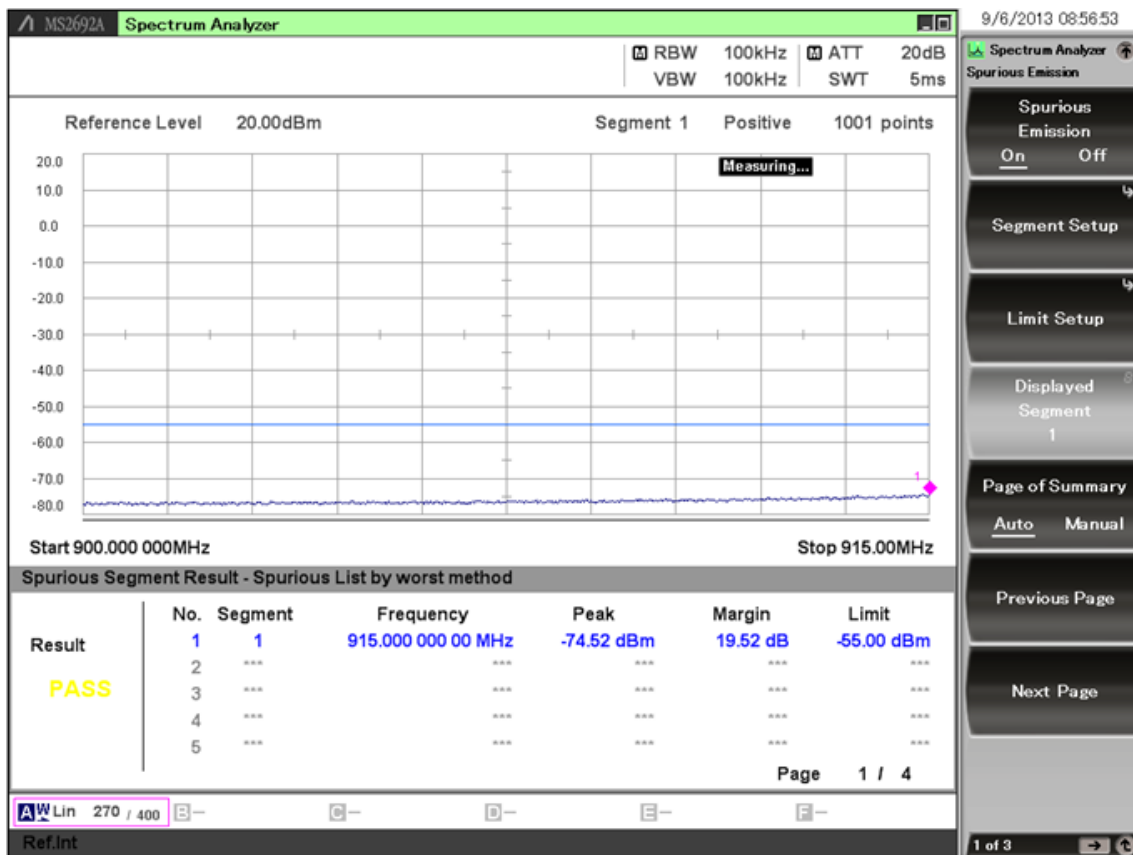 MS2692A Spectrum Analyzer
9/6/2013 08:56:53
M RBW 100kHz M ATT 20dB
VBW 100kHz SWT 5ms
Reference Level 20.00dBm Segment 1 Positive 1001 points
Measuring...
20.0
10.0
0.0
-10.0
-20.0
-30.0
-40.0
-50.0
-60.0
-70.0
-80.0
1
Start 900.000 000MHz Stop 915.00MHz
Spurious Segment Result - Spurious List by worst method
No. Segment Frequency Peak Margin Limit
Result 1 1 915.000 000 00 MHz -74.52 dBm 19.52 dB -55.00 dBm
2 *** *** *** *** ***
PASS 3 *** *** *** *** ***
4 *** *** *** *** ***
5 *** *** *** *** ***
Page 1 / 4
A W Lin 270 / 400 B – C – D – E – F –
Ref.Int
Spectrum Analyzer
Spurious Emission
Spurious
Emission
On Off
Segment Setup
Limit Setup
Displayed
Segment
1
Page of Summary
Auto Manual
Previous Page
Next Page
1 of 3